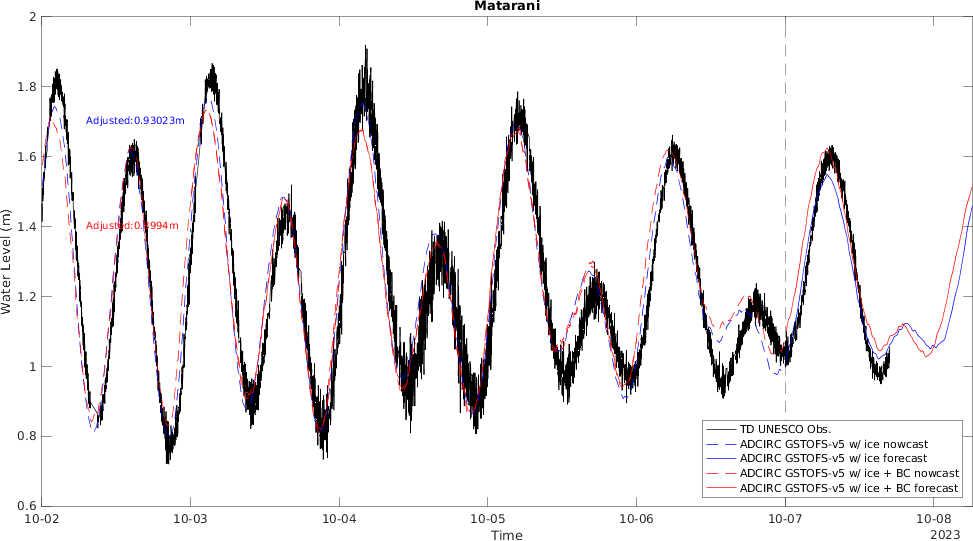 Matarani
2
1.8
1.6
1.4
1.2
1
0.8
0.6
Water Level (m)
Adjusted:0.93023m
Adjusted:0.8994m
TD UNESCO Obs.
ADCIRC GSTOFS-v5 w/ ice nowcast
ADCIRC GSTOFS-v5 w/ ice forecast
ADCIRC GSTOFS-v5 w/ ice + BC nowcast
ADCIRC GSTOFS-v5 w/ ice + BC forecast
10-02 10-03 10-04 10-05 10-06 10-07 10-08
Time
2023